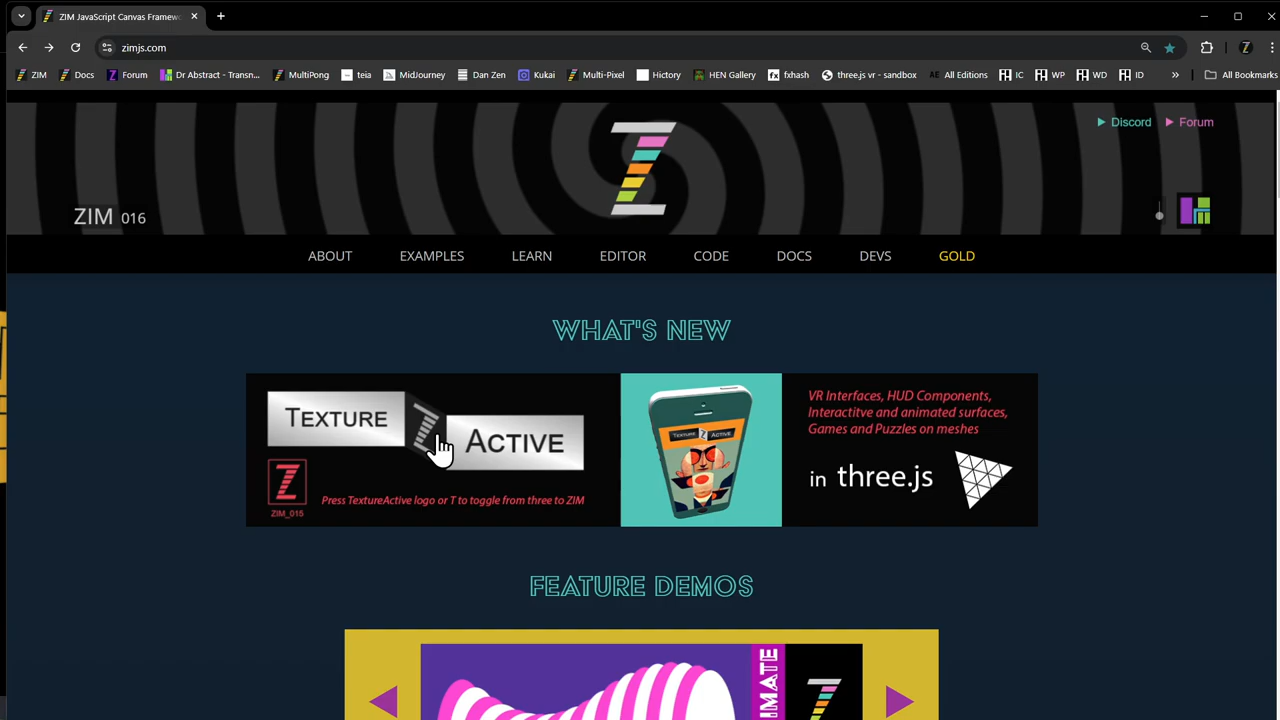 ZIM JavaScript Canvas Framew
zimjs.com
ZIM
Docs
Forum
Dr Abstract - Transn...
MultiPong
teia
MidJourney
Dan Zen
Kukai
Multi-Pixel
Hictory
HEN Gallery
fx fxhash
three.js vr - sandbox
AE All Editions
IC
WP
WD
ID
All Bookmarks
Discord
Forum
ZIM 016
ABOUT
EXAMPLES
LEARN
EDITOR
CODE
DOCS
DEVS
GOLD
WHAT'S NEW
TEXTURE
ACTIVE
Press TextureActive logo or T to toggle from three to ZIM
ZIM_015
TEXTURE ACTIVE
VR Interfaces, HUD Components,
Interactitve and animated surfaces,
Games and Puzzles on meshes
in three.js
FEATURE DEMOS
IMATE